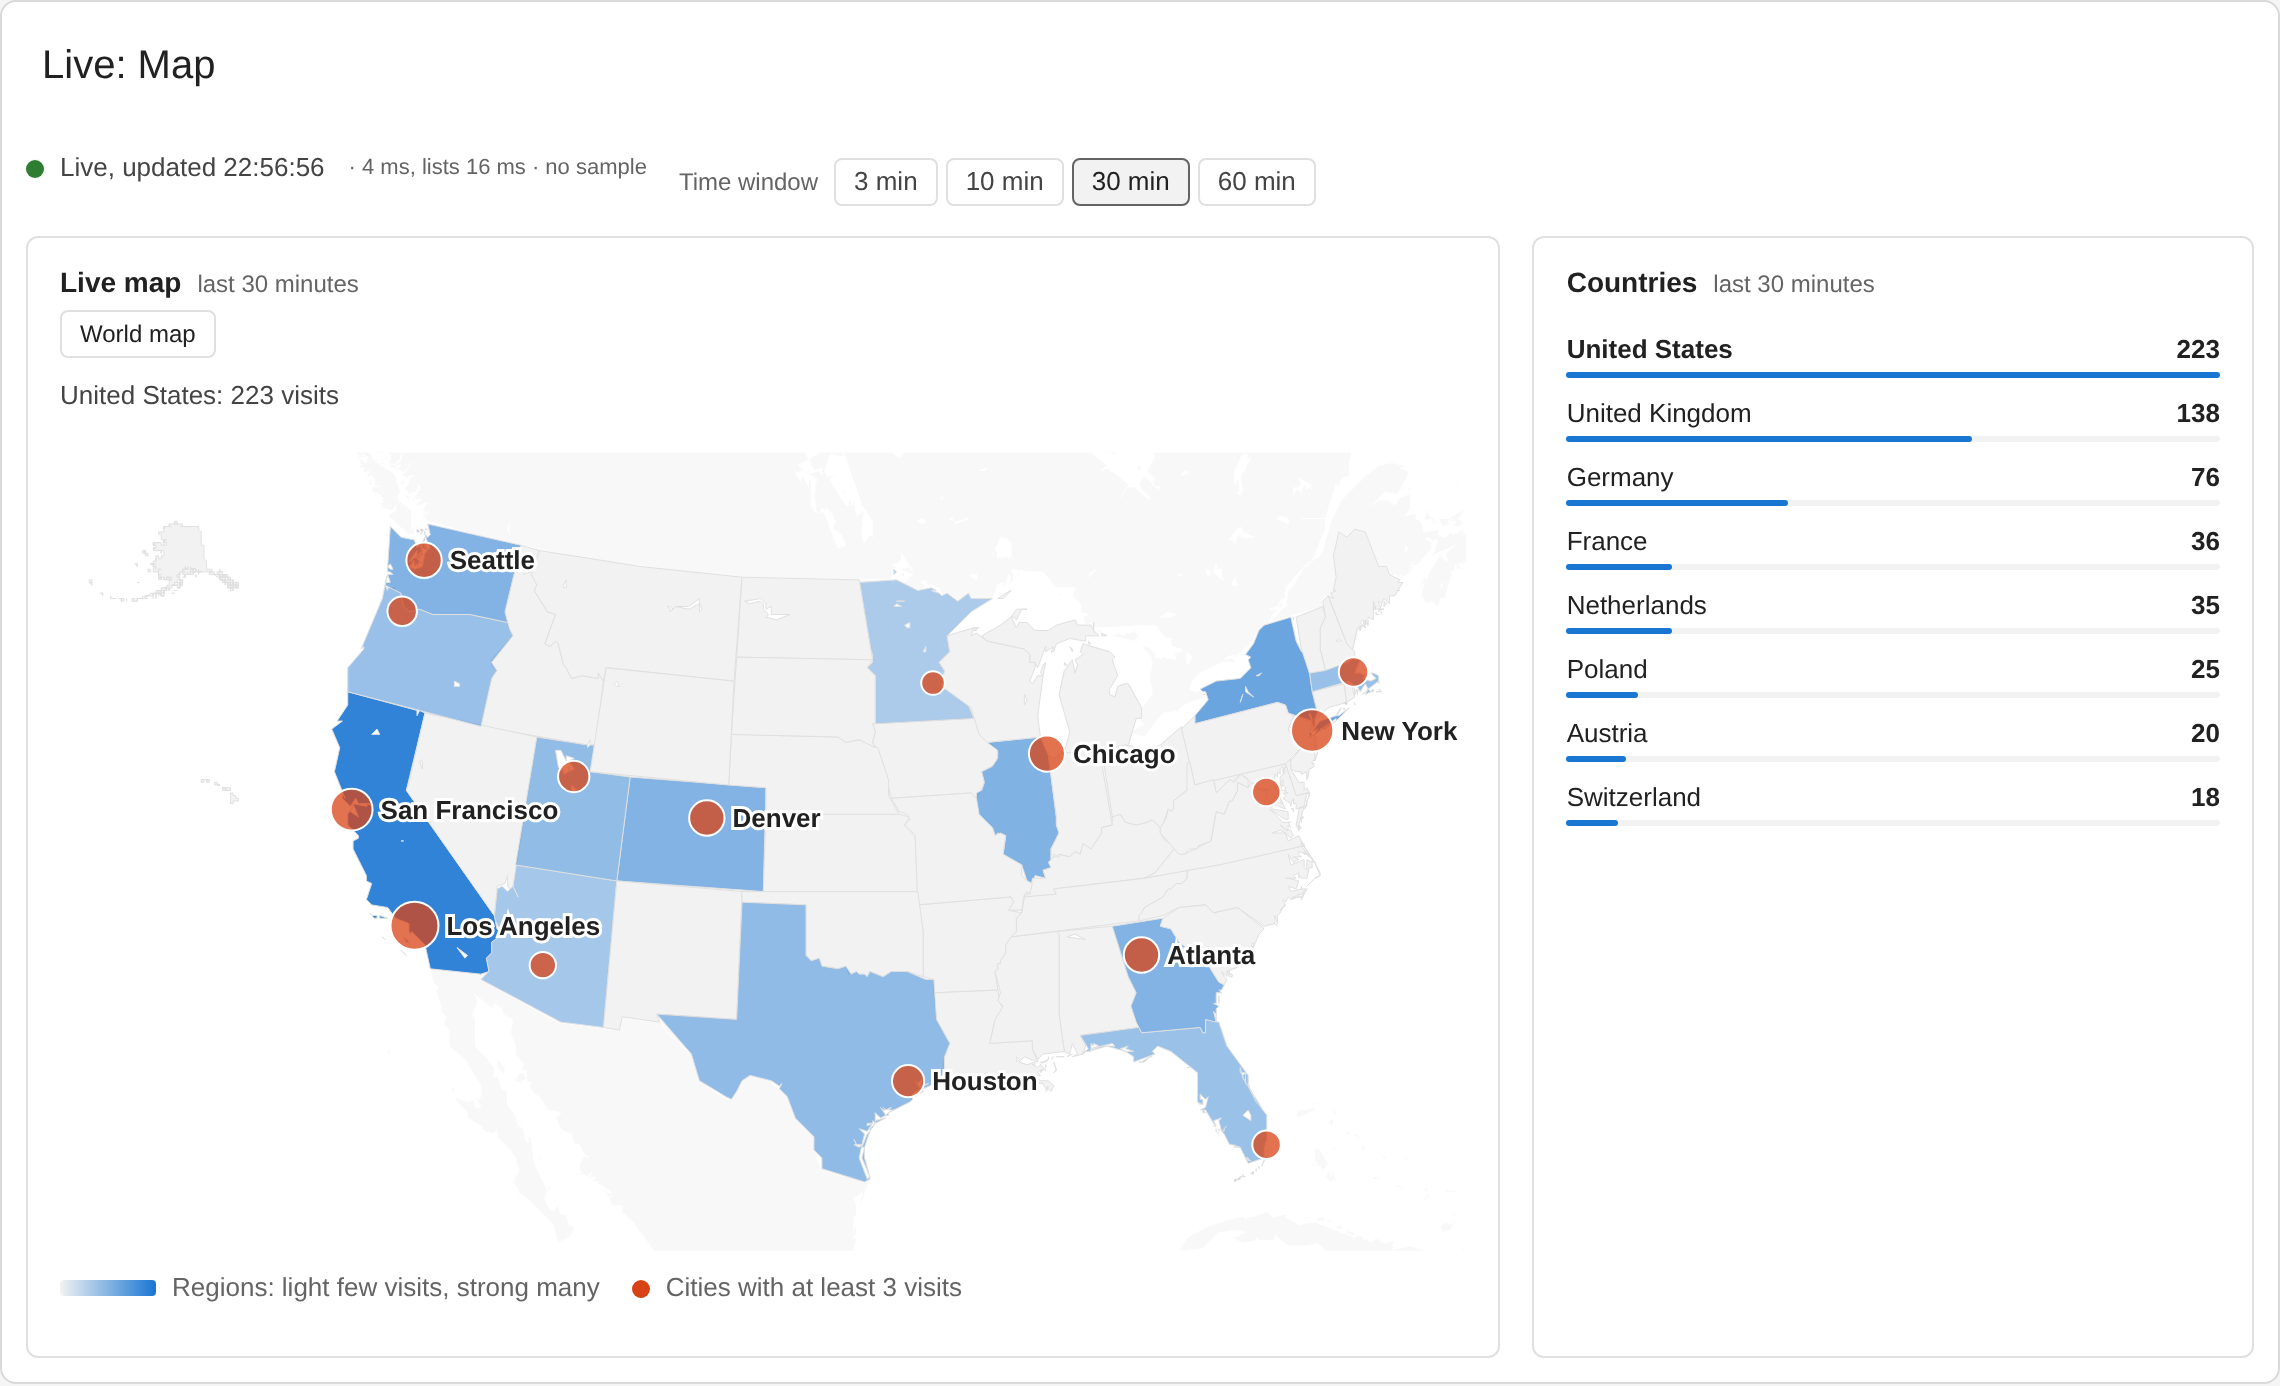 Live: Map
Live, updated 22:56:56 · 4 ms, lists 16 ms · no sample
Time window 3 min 10 min 30 min 60 min
Live map last 30 minutes
World map
United States: 223 visits
Seattle
New York
Chicago
San Francisco
Denver
Los Angeles
Atlanta
Houston
Regions: light few visits, strong many
Cities with at least 3 visits
Countries last 30 minutes
United States 223
United Kingdom 138
Germany 76
France 36
Netherlands 35
Poland 25
Austria 20
Switzerland 18